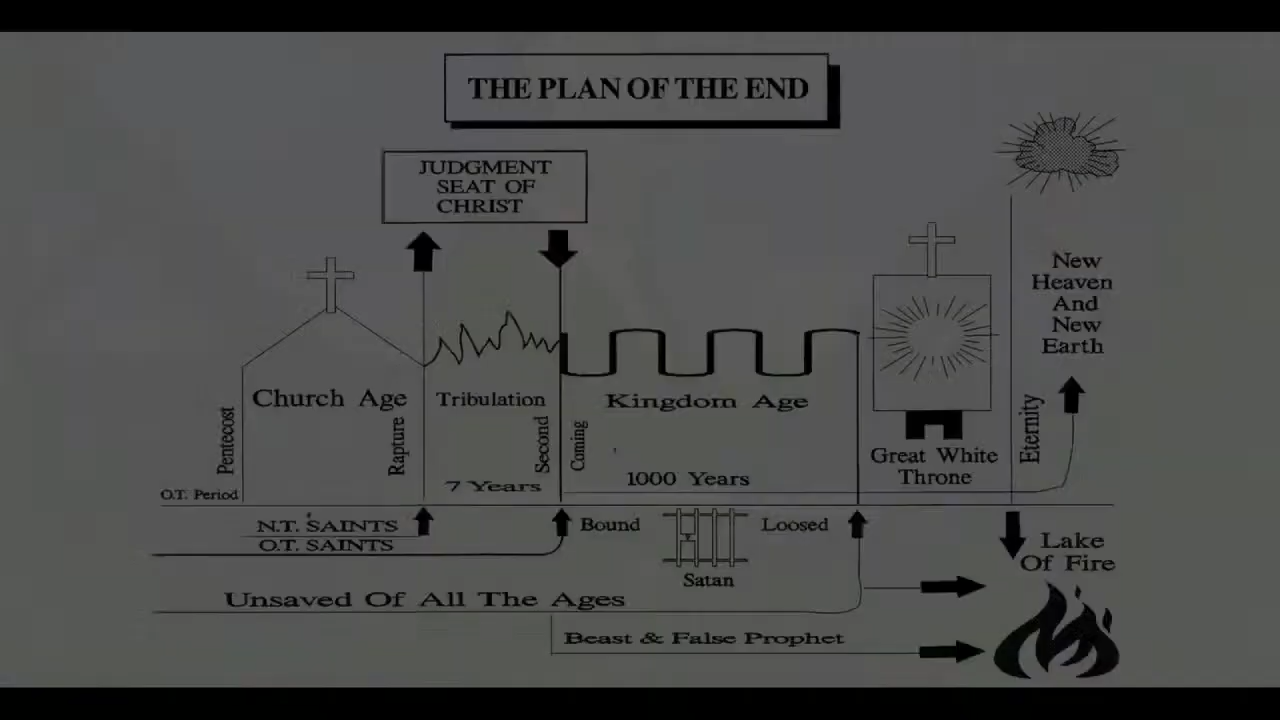 THE PLAN OF THE END
JUDGMENT
SEAT OF
CHRIST
New
Heaven
And
New
Earth
Church Age
Tribulation
Kingdom Age
Pentecost
Rapture
Second
Coming
Eternity
Great White
Throne
7 Years
1000 Years
O.T. Period
N.T. SAINTS
O.T. SAINTS
Bound
Loosed
Satan
Lake
Of Fire
Unsaved Of All The Ages
Beast & False Prophet